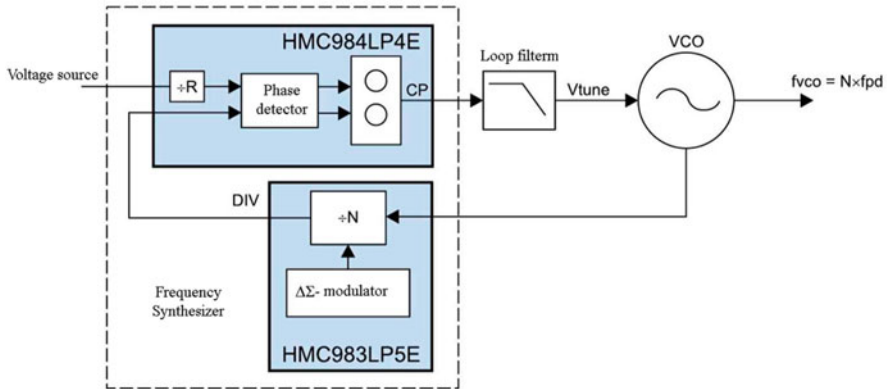 HMC984LP4E
Voltage source
÷R
Phase
detector
CP
Loop filterm
Vtune
VCO
fvco = N×fpd
DIV
÷N
ΔΣ- modulator
Frequency
Synthesizer
HMC983LP5E